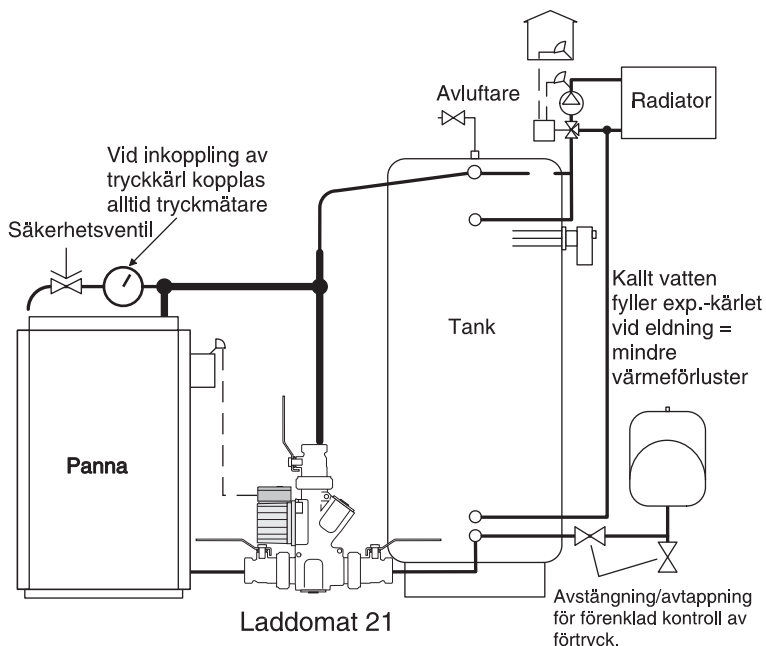 Avluftare
Radiator
Vid inkoppling av
tryckkärl kopplas
alltid tryckmätare
Säkerhetsventil
Kallt vatten
fyller exp.-kärlet
vid eldning =
mindre
värmeförluster
Tank
Panna
Laddomat 21
Avstängning/avtappning
för förenklad kontroll av
förtryck.